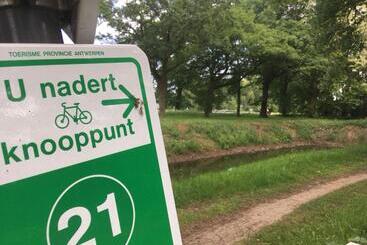 TOERISME PROVINCIE ANTWERPEN
U nadert
knooppunt
21